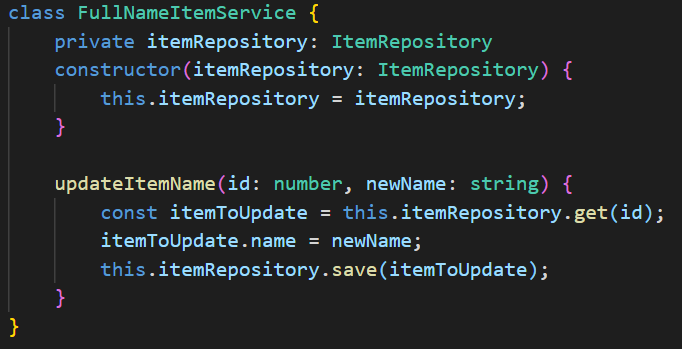 class FullNameItemService {
    private itemRepository: ItemRepository
    constructor(itemRepository: ItemRepository) {
        this.itemRepository = itemRepository;
    }

    updateItemName(id: number, newName: string) {
        const itemToUpdate = this.itemRepository.get(id);
        itemToUpdate.name = newName;
        this.itemRepository.save(itemToUpdate);
    }
}